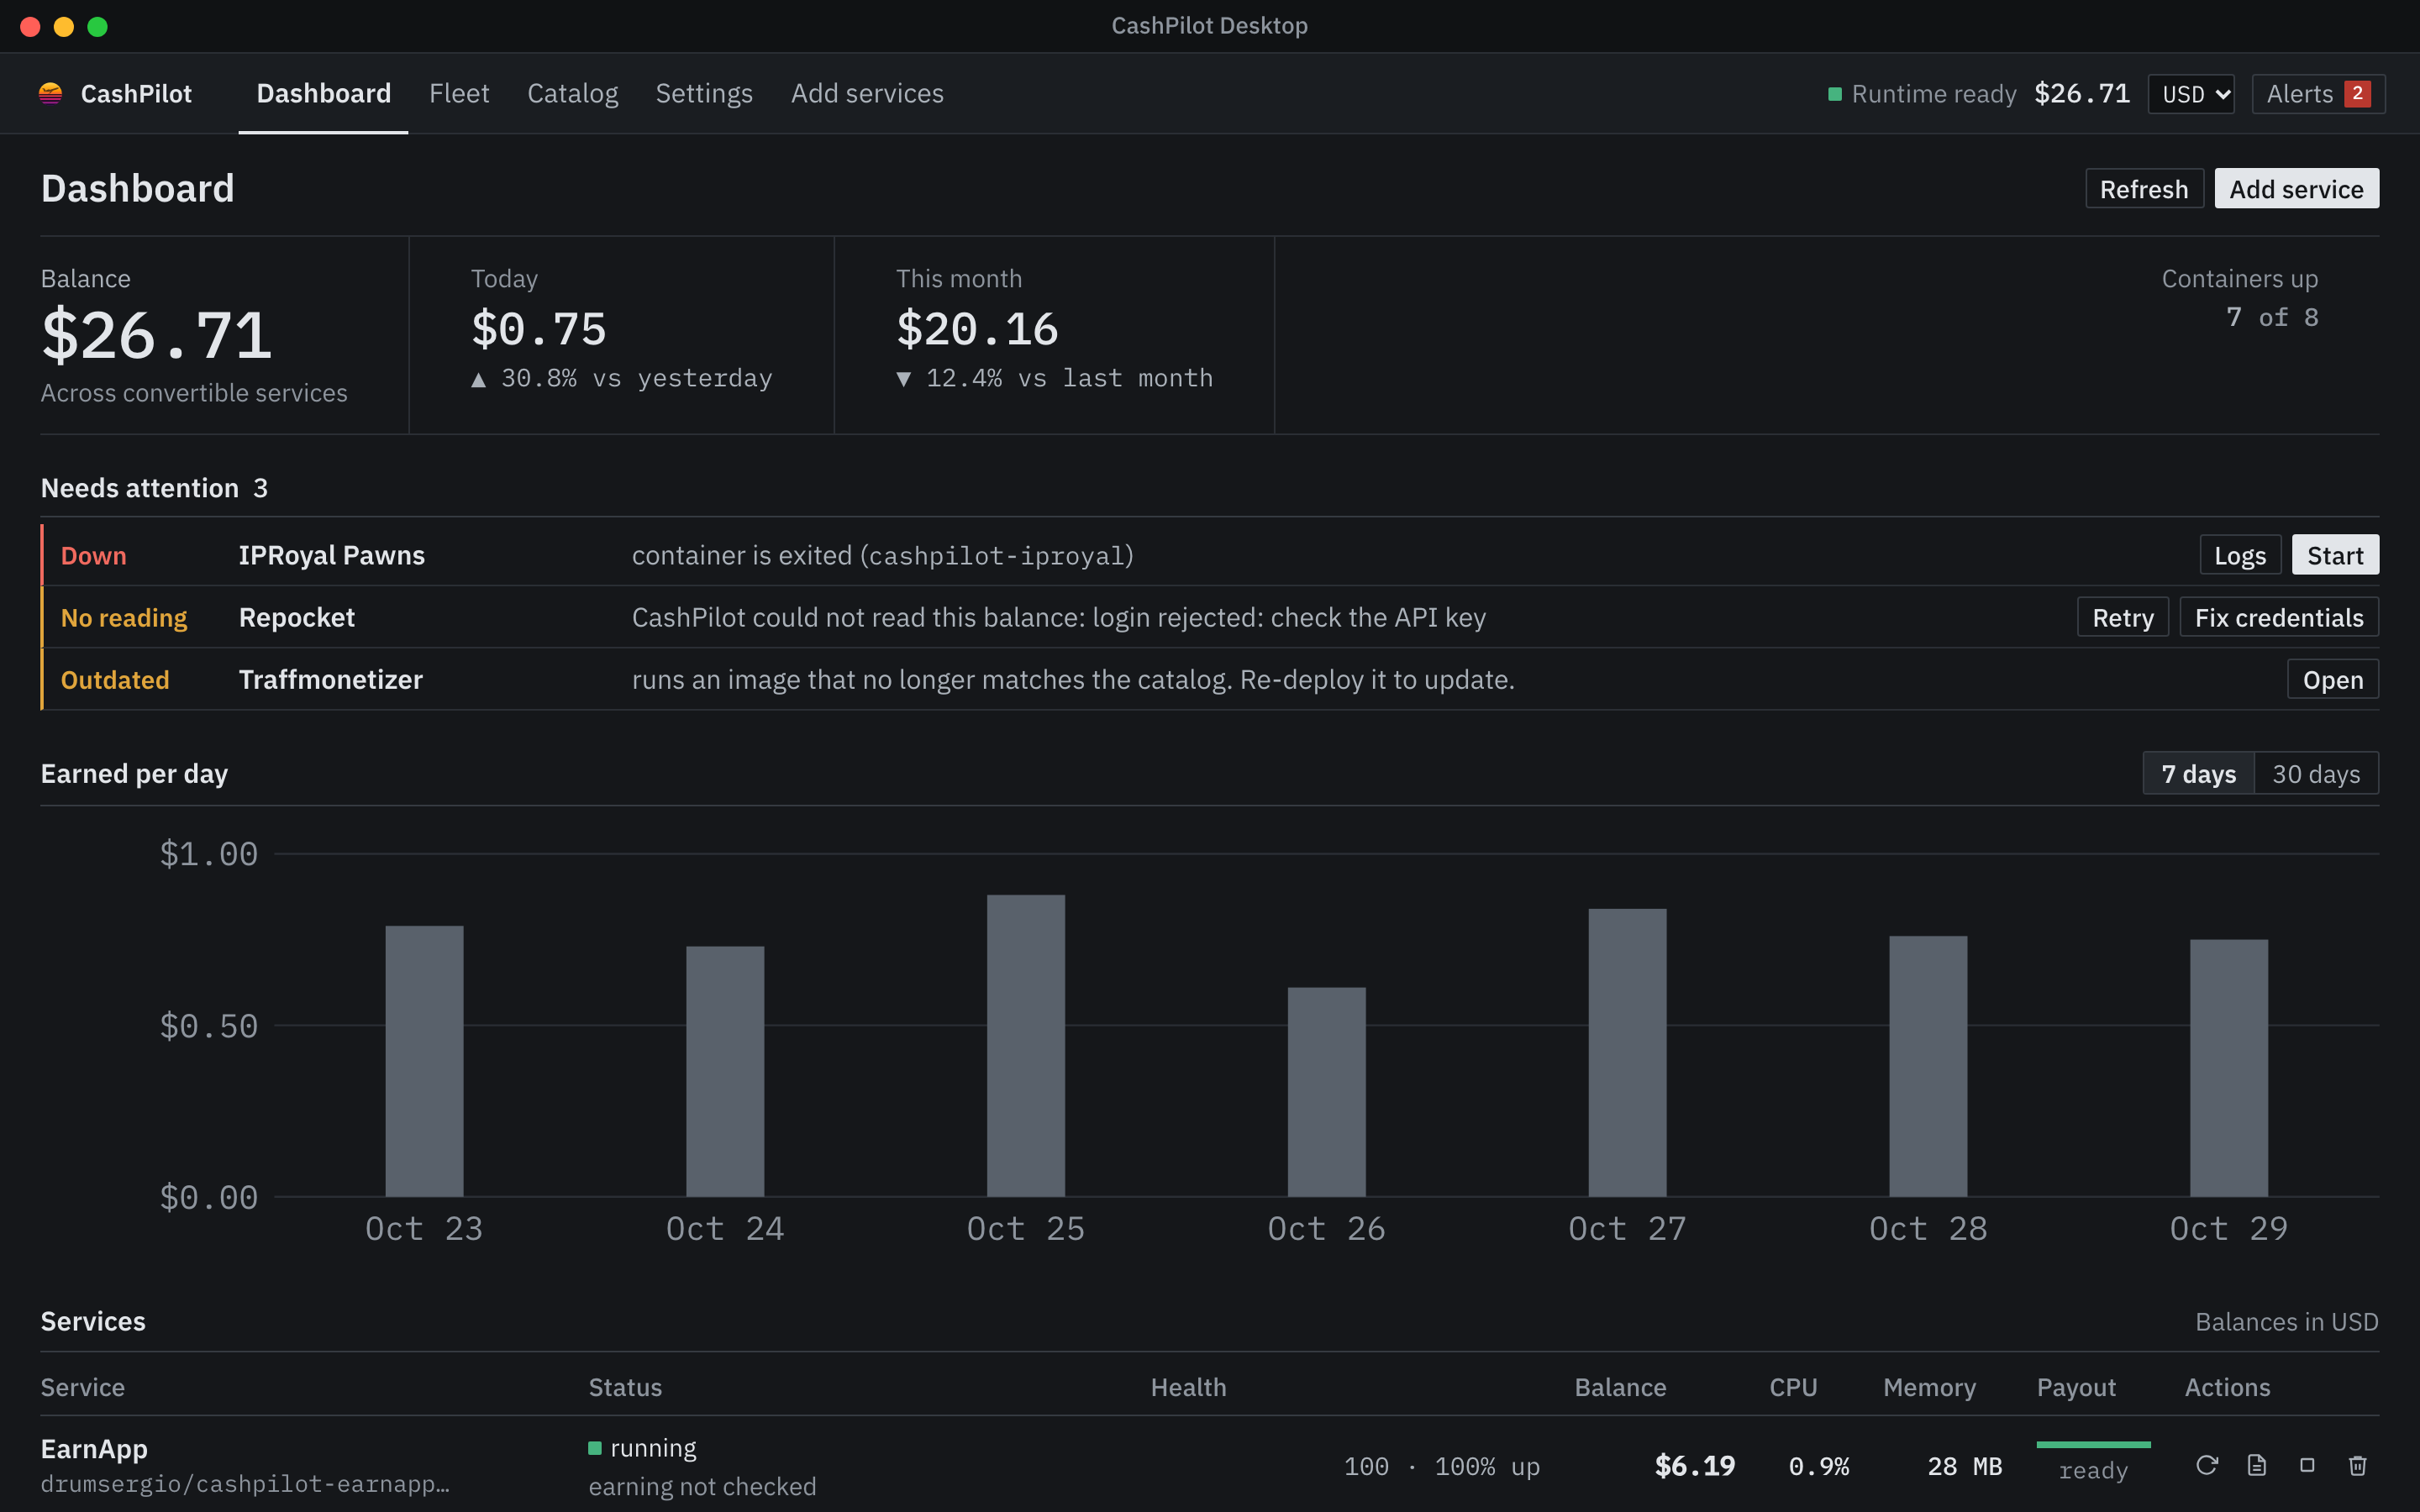 CashPilot Desktop
CashPilot Dashboard Fleet Catalog Settings Add services Runtime ready $26.71 USD Alerts 2
Dashboard Refresh Add service
Balance Today This month Containers up
$26.71 $0.75 $20.16 7 of 8
Across convertible services ▲ 30.8% vs yesterday ▼ 12.4% vs last month
Needs attention 3
Down IPRoyal Pawns container is exited (cashpilot-iproyal) Logs Start
No reading Repocket CashPilot could not read this balance: login rejected: check the API key Retry Fix credentials
Outdated Traffmonetizer runs an image that no longer matches the catalog. Re-deploy it to update. Open
Earned per day 7 days 30 days
$1.00
$0.50
$0.00
Oct 23 Oct 24 Oct 25 Oct 26 Oct 27 Oct 28 Oct 29
Services Balances in USD
Service Status Health Balance CPU Memory Payout Actions
EarnApp running 100 · 100% up $6.19 0.9% 28 MB ready
drumsergio/cashpilot-earnapp… earning not checked